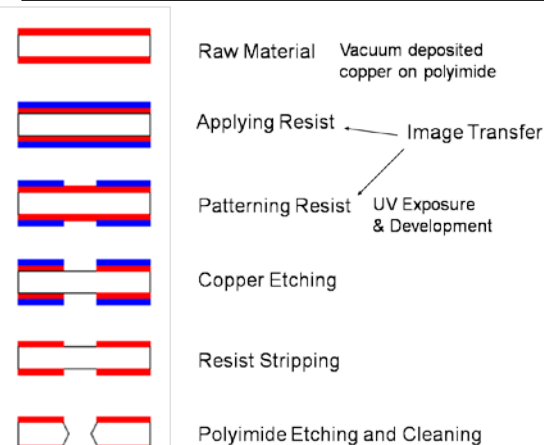 Raw Material
Vacuum deposited
copper on polyimide
Applying Resist
Image Transfer
Patterning Resist
UV Exposure
& Development
Copper Etching
Resist Stripping
Polyimide Etching and Cleaning